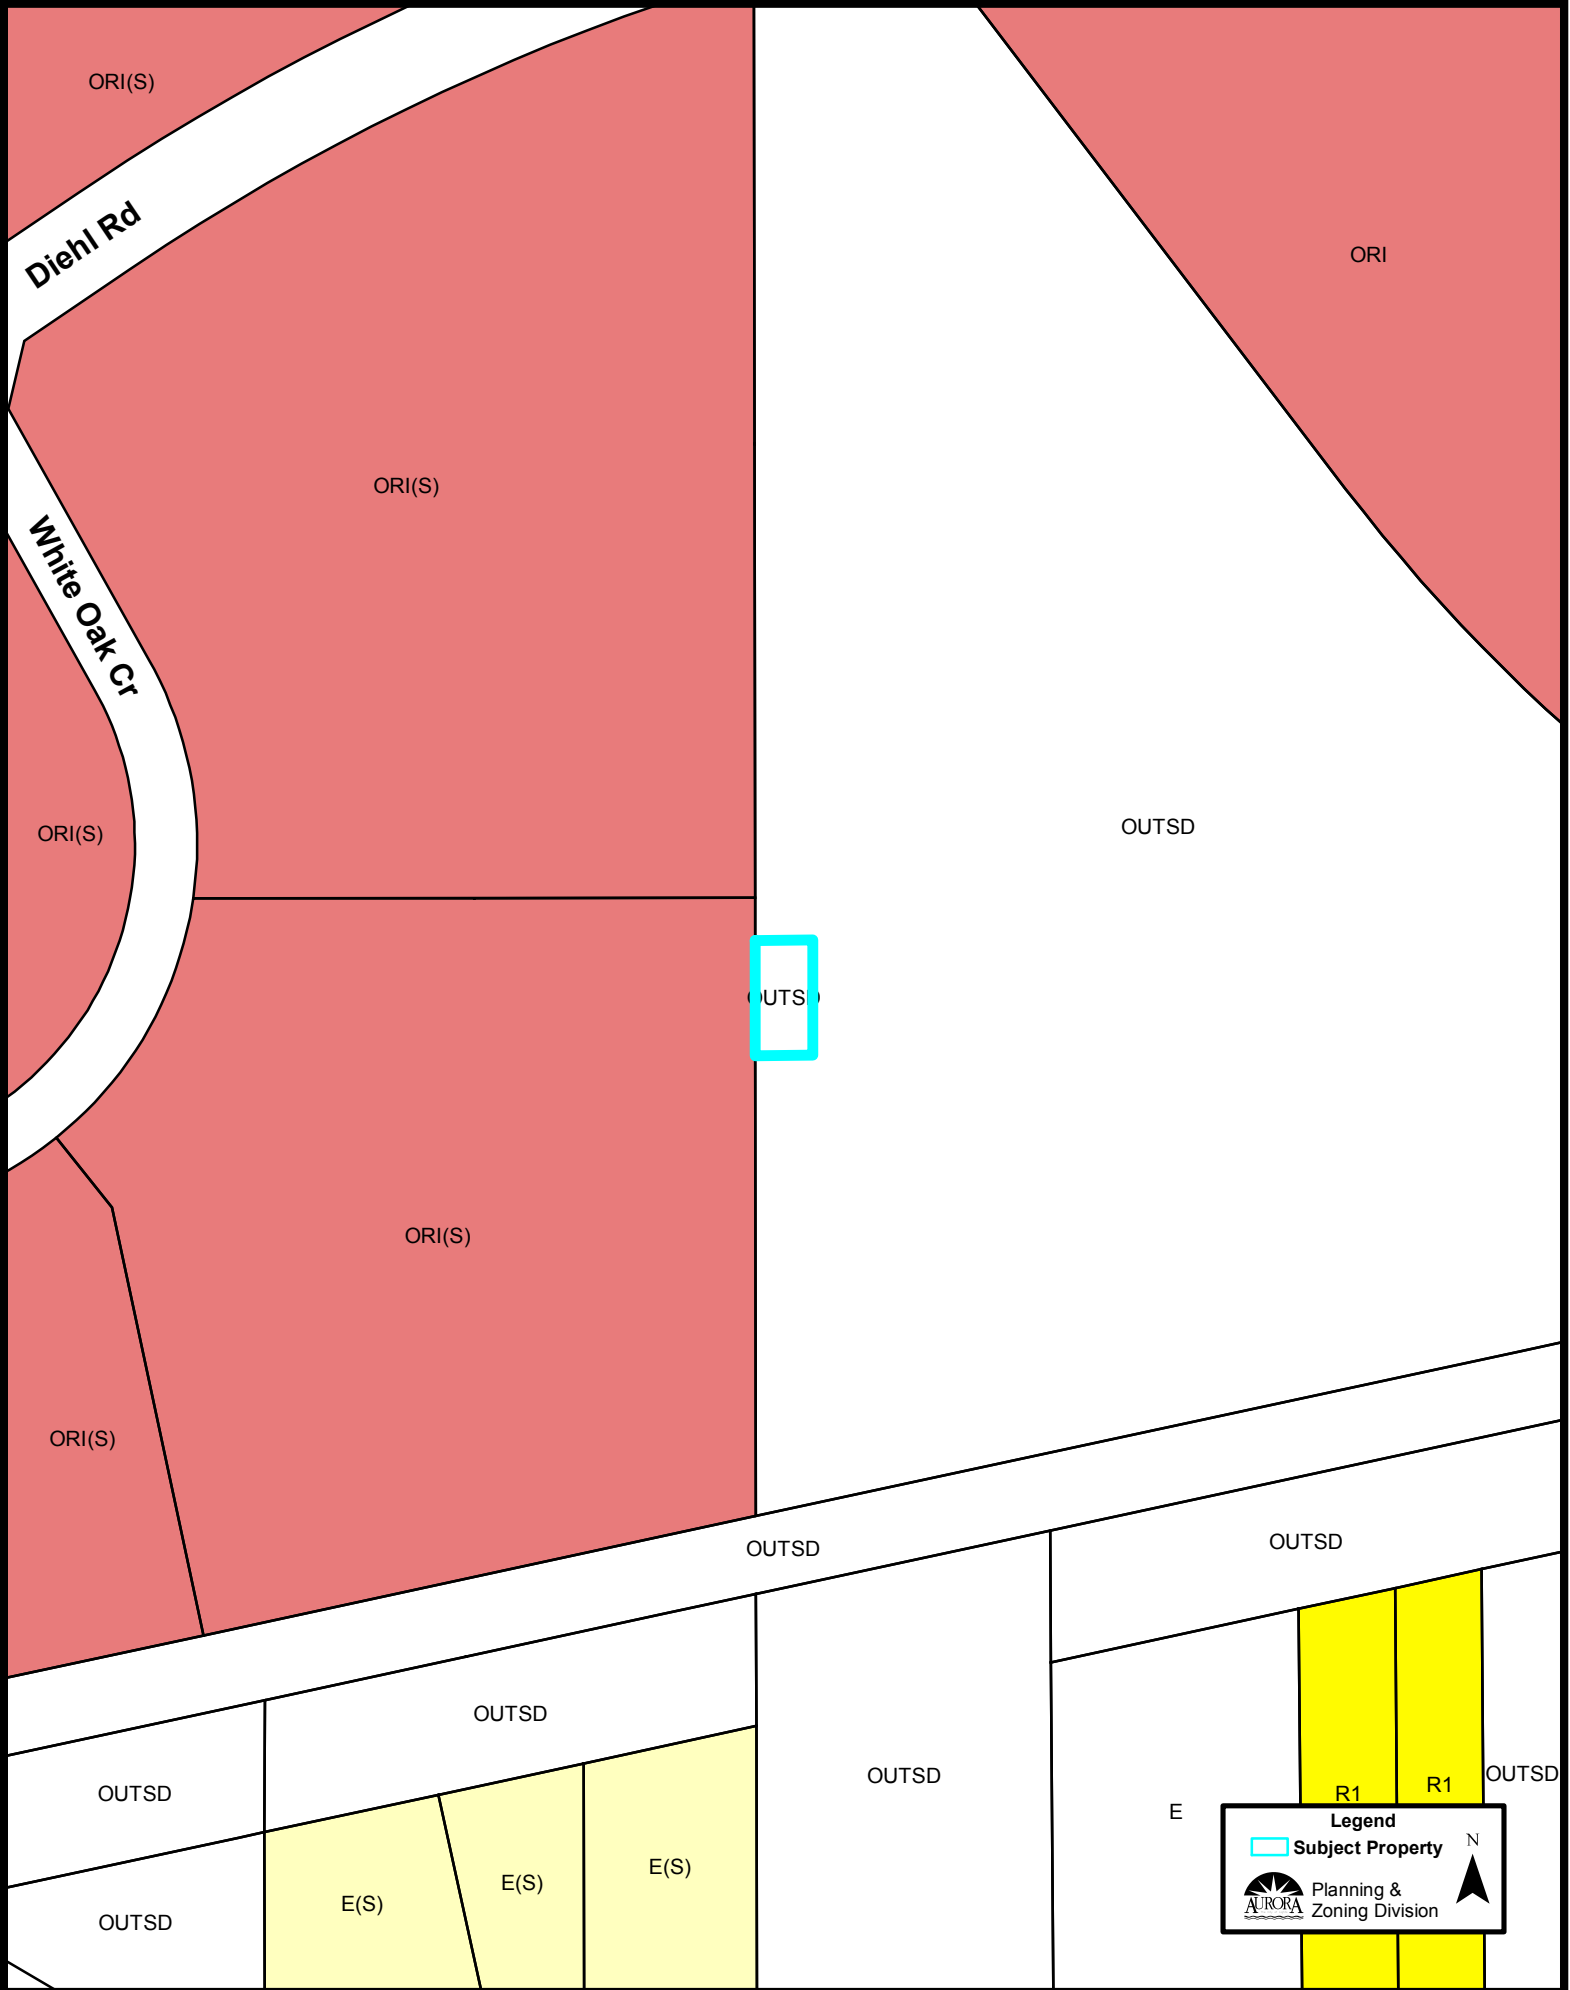 ORI(S)
Diehl Rd
ORI
ORI(S)
White Oak Cr
ORI(S)
OUTSD
OUTSD
ORI(S)
ORI(S)
OUTSD
OUTSD
OUTSD
OUTSD
OUTSD
OUTSD
R1
R1
E
E(S)
E(S)
E(S)
OUTSD
Legend
Subject Property
N
AURORA
Planning &
Zoning Division